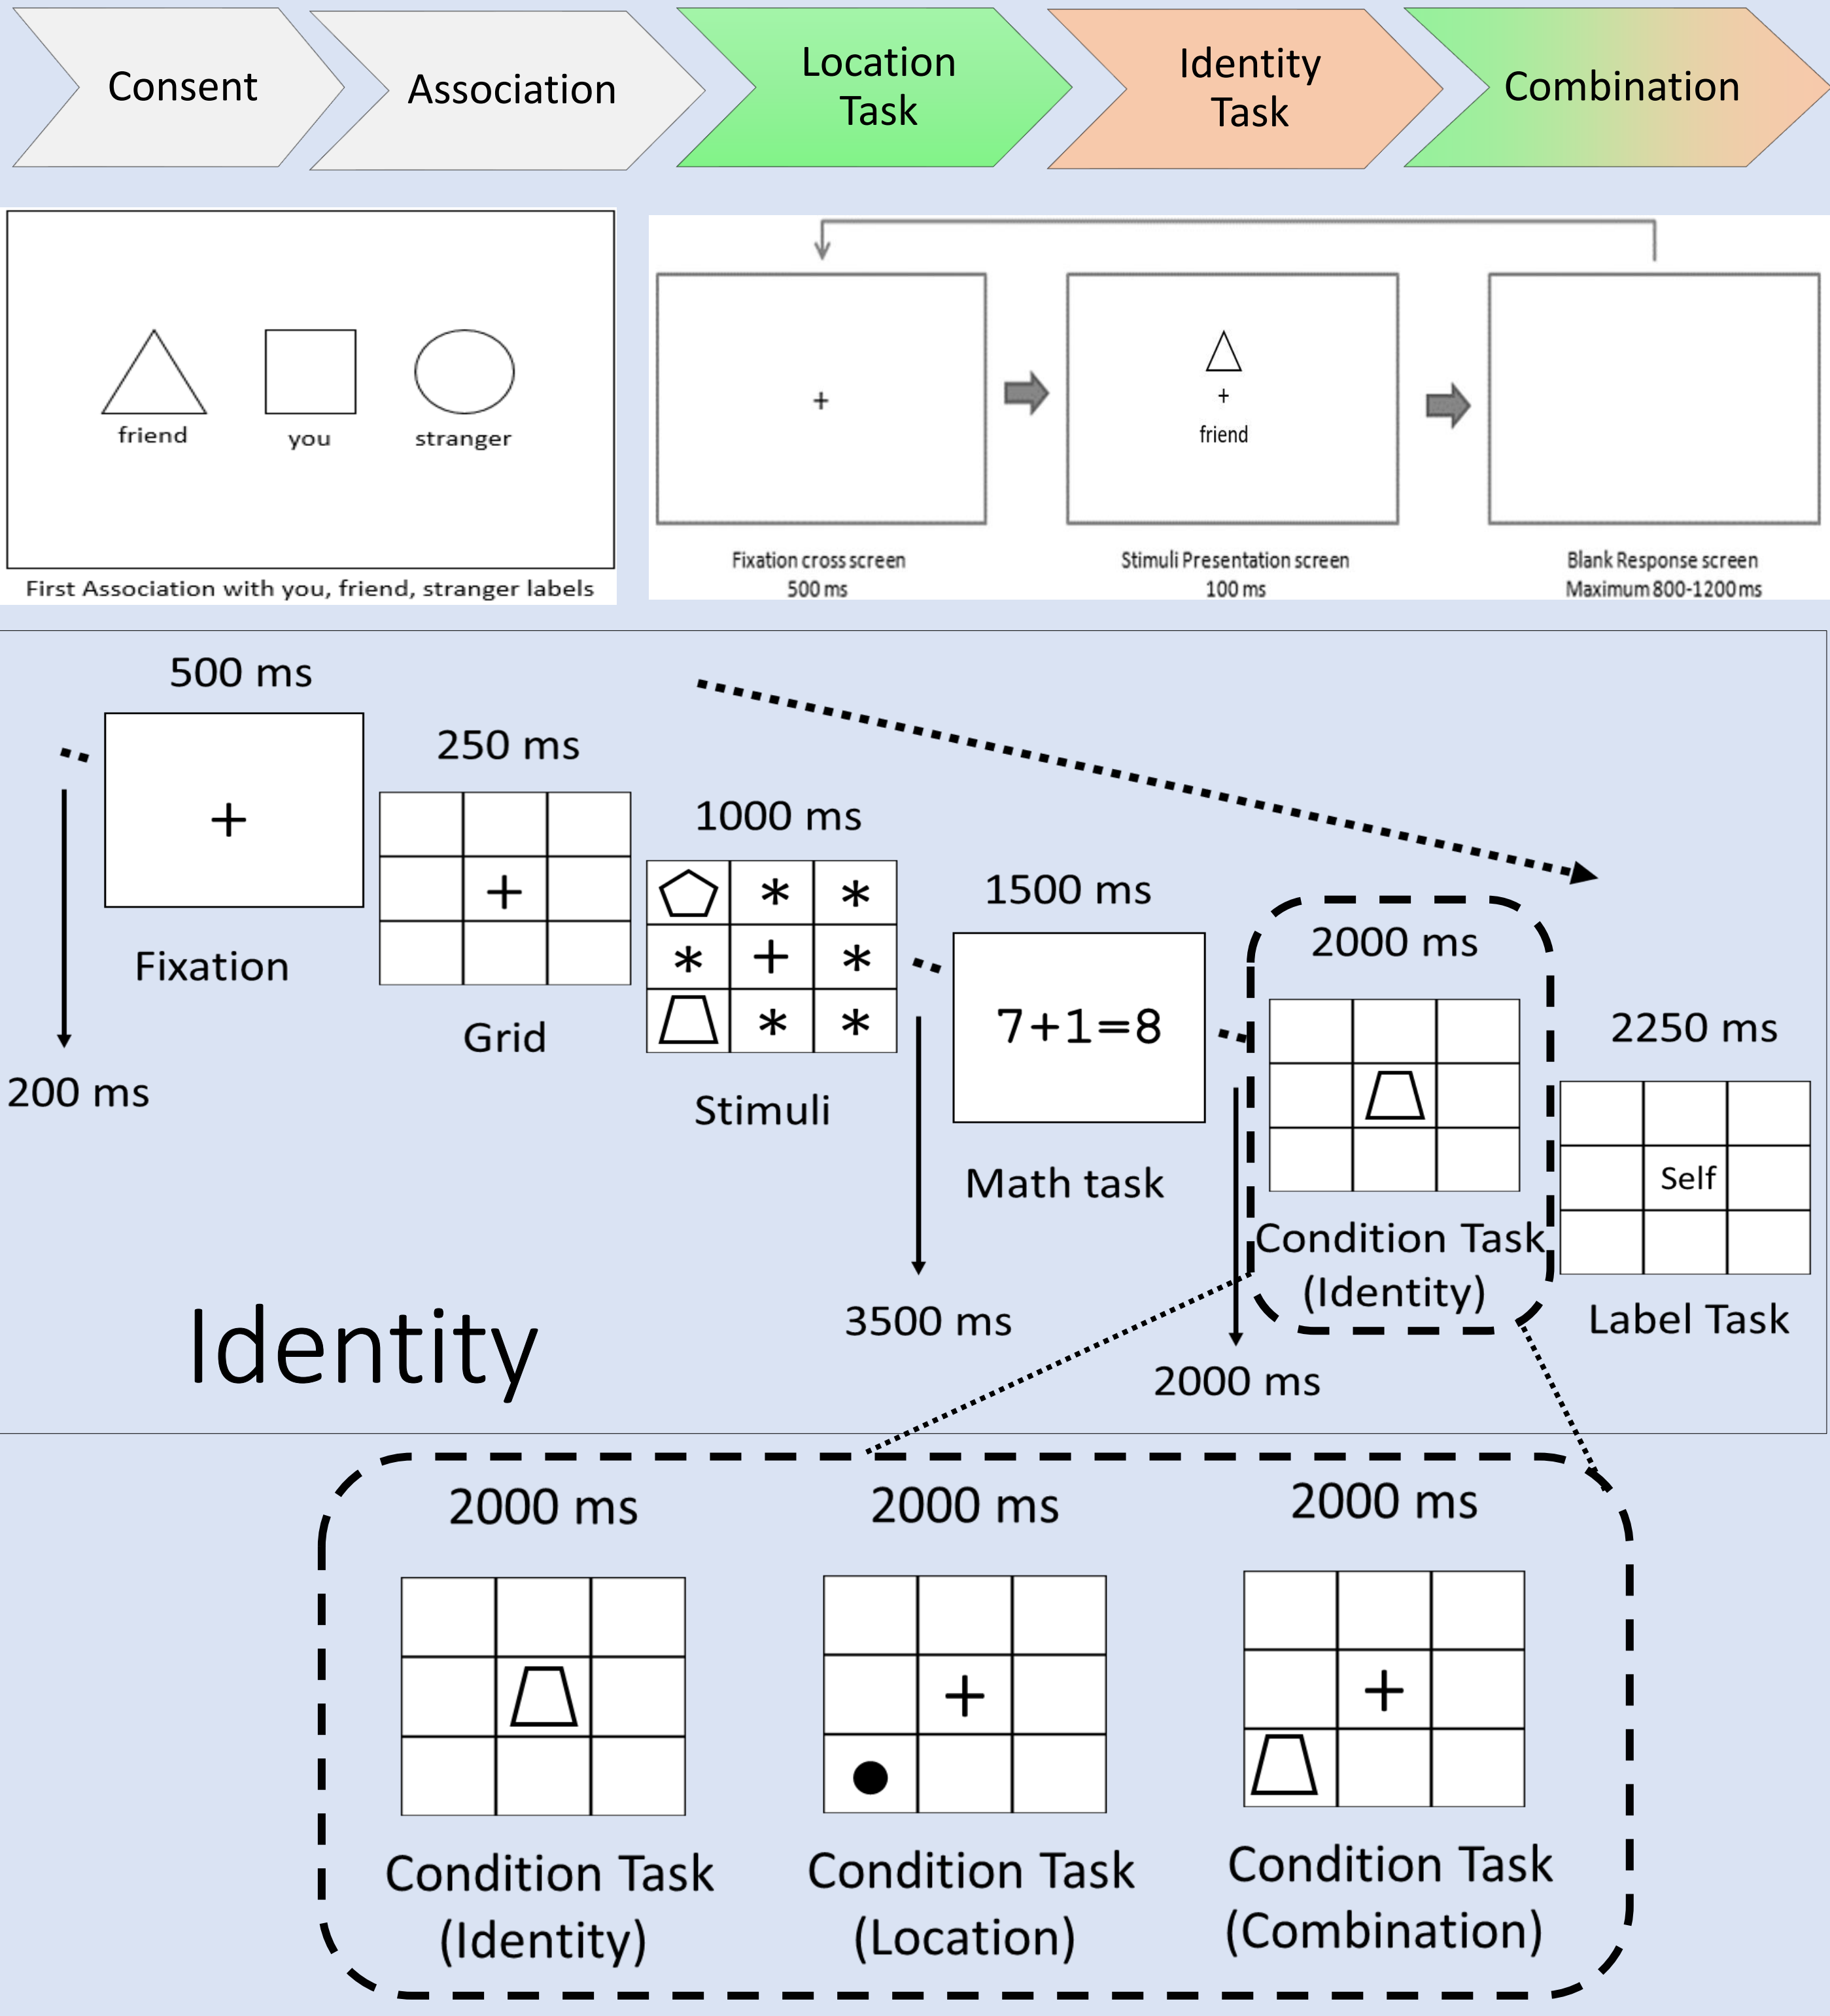 Consent
Association
Location
Task
Identity
Task
Combination
friend
you
stranger
First Association with you, friend, stranger labels
+
Fixation cross screen
500 ms
+
friend
Stimuli Presentation screen
100 ms
Blank Response screen
Maximum 800-1200 ms
500 ms
+
Fixation
200 ms
250 ms
+
Grid
1000 ms
* *
* + *
* *
Stimuli
3500 ms
1500 ms
7+1=8
Math task
2000 ms
2000 ms
Condition Task
(Identity)
2250 ms
Self
Label Task
Identity
2000 ms
Condition Task
(Identity)
2000 ms
+
Condition Task
(Location)
2000 ms
+
Condition Task
(Combination)